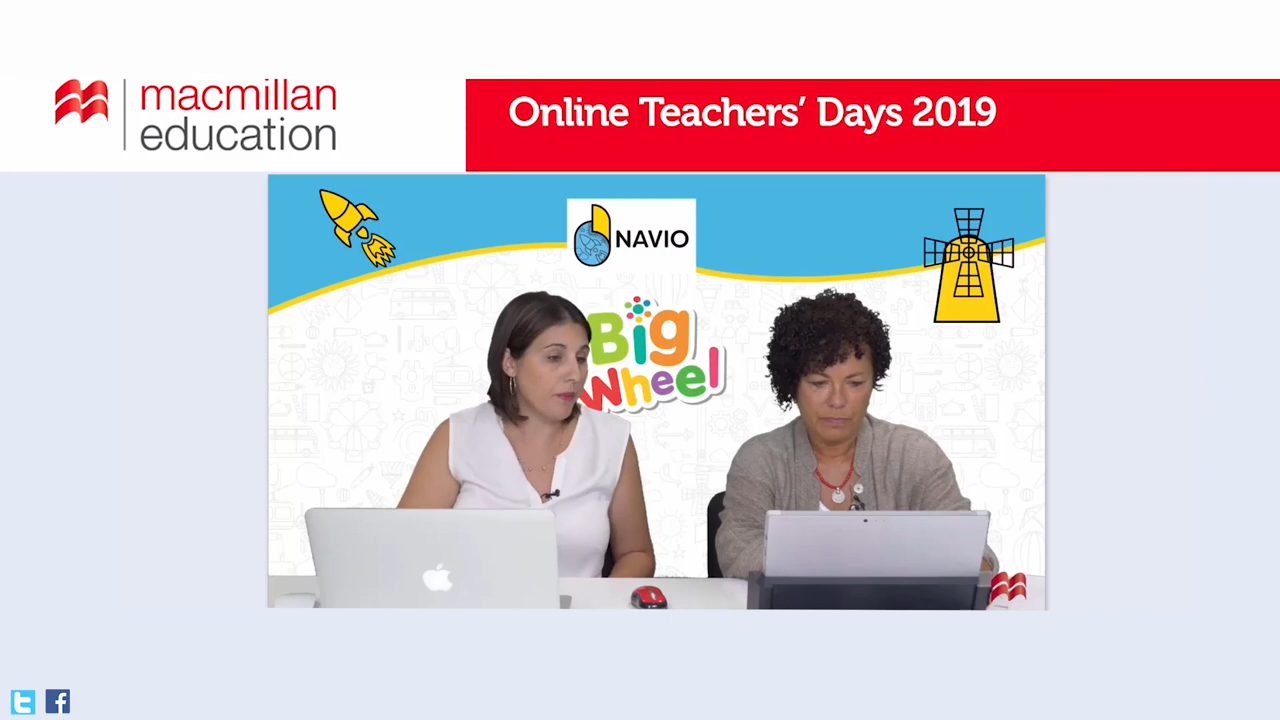 macmillan
education
Online Teachers' Days 2019
NAVIO
Big
Wheel